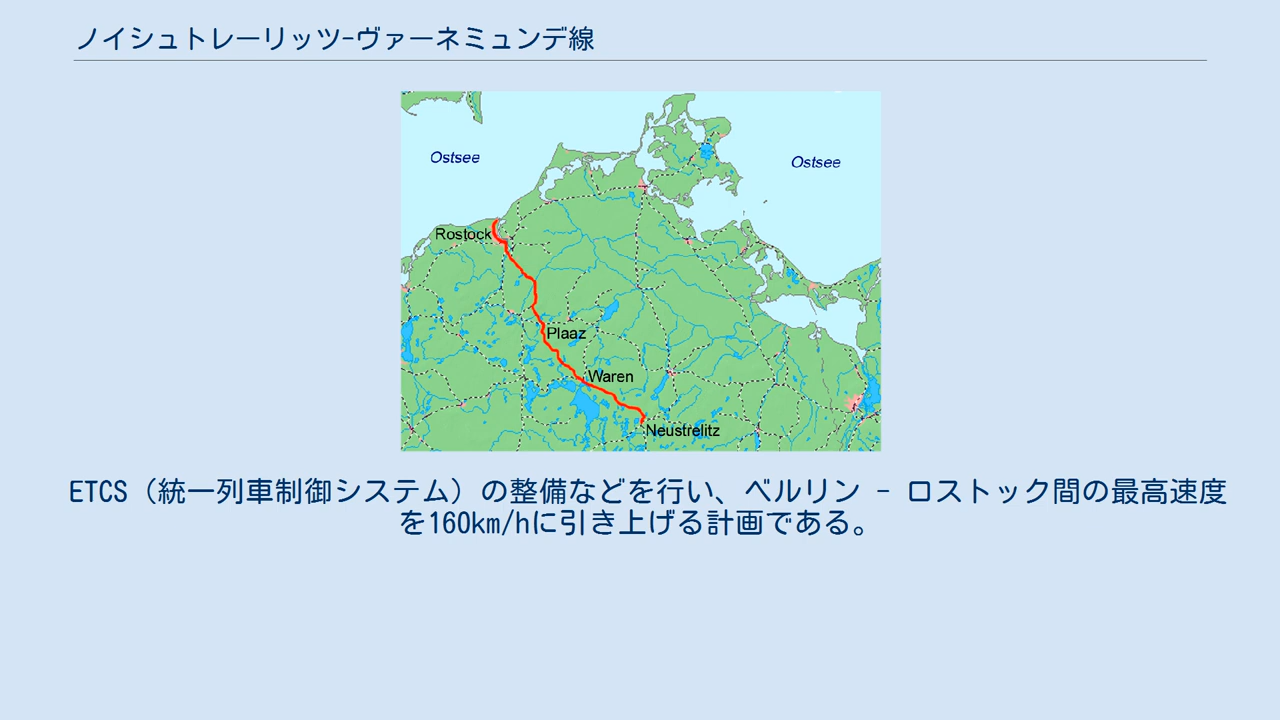 ノイシュトレーリッツ-ヴァーネミュンデ線
Ostsee
Ostsee
Rostock
Plaaz
Waren
Neustrelitz
ETCS（統一列車制御システム）の整備などを行い、ベルリン - ロストック間の最高速度
を160km/hに引き上げる計画である。